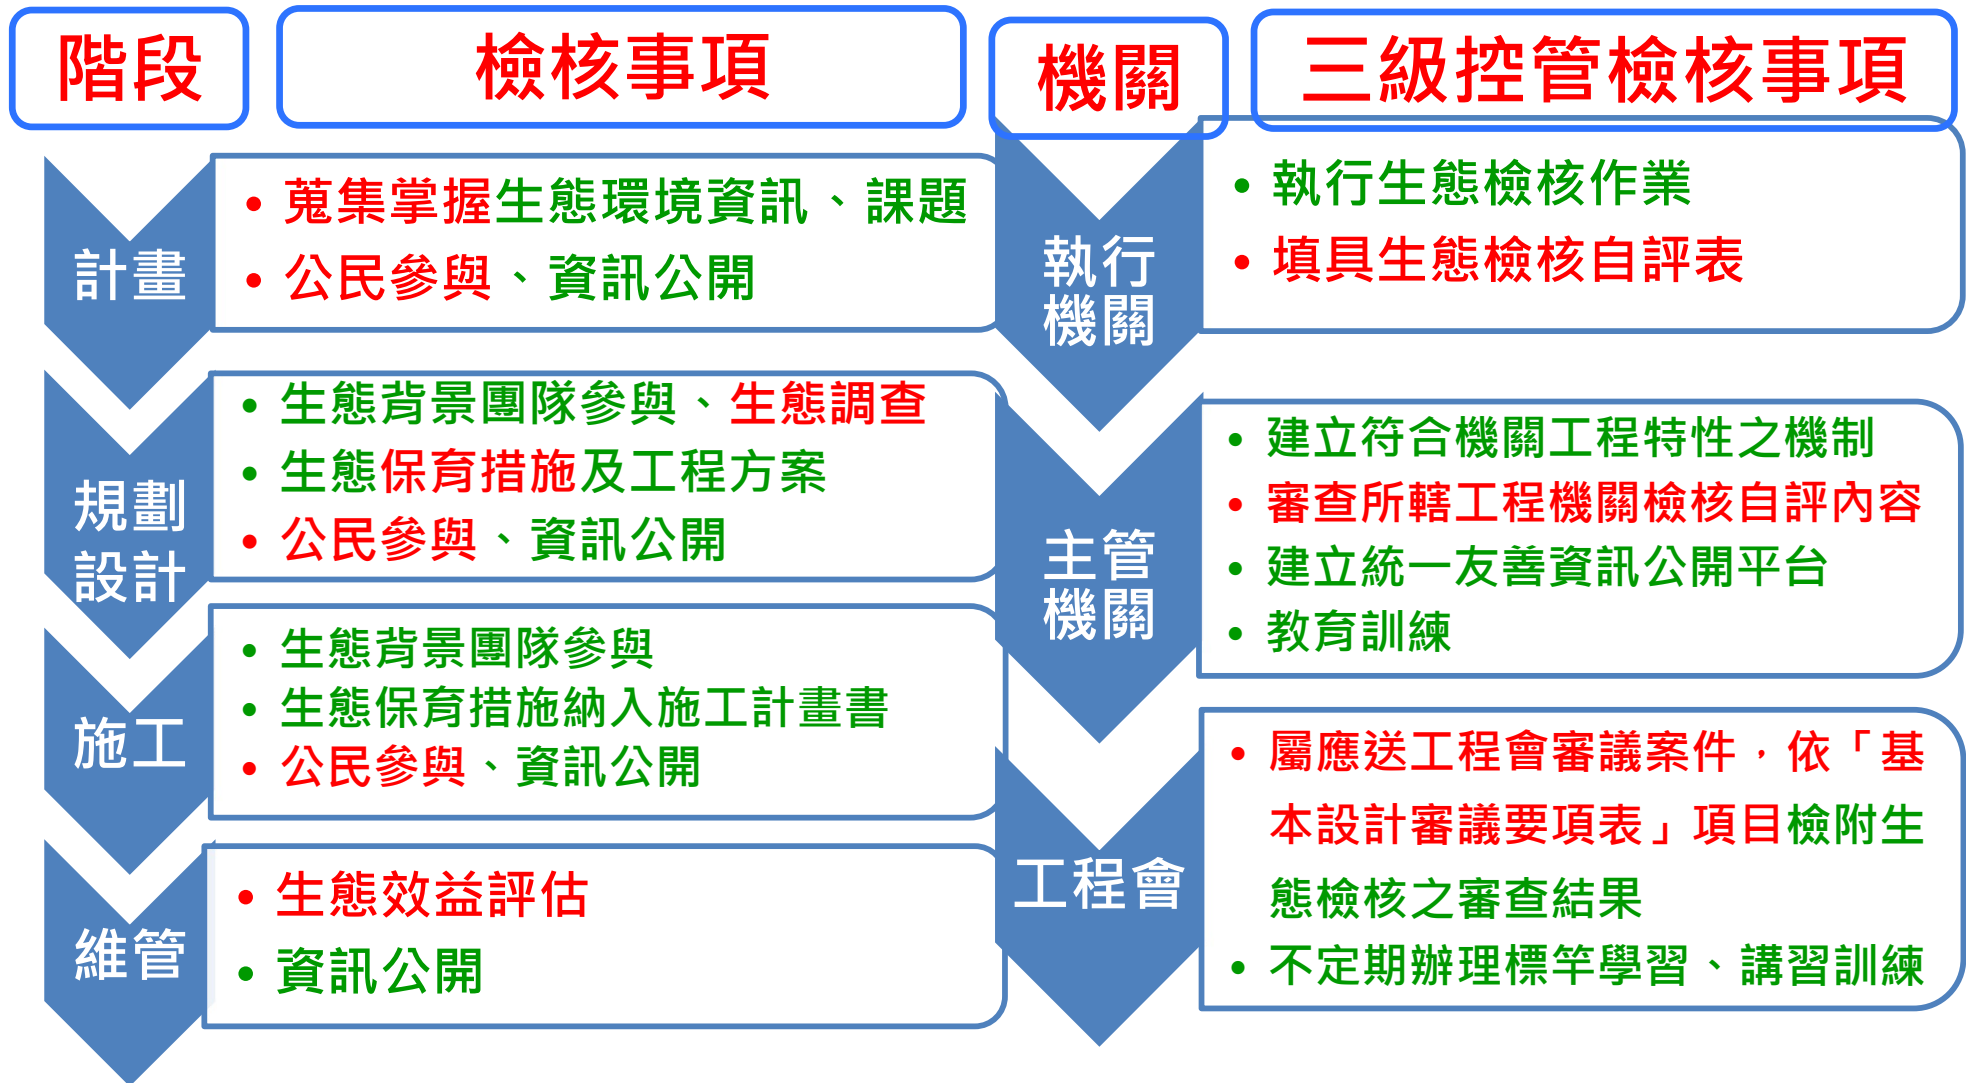 階段
檢核事項
計畫
• 蒐集掌握生態環境資訊、課題
• 公民參與、資訊公開
規劃
設計
• 生態背景團隊參與、生態調查
• 生態保育措施及工程方案
• 公民參與、資訊公開
施工
• 生態背景團隊參與
• 生態保育措施納入施工計畫書
• 公民參與、資訊公開
維管
• 生態效益評估
• 資訊公開
機關
三級控管檢核事項
執行
機關
• 執行生態檢核作業
• 填具生態檢核自評表
主管
機關
• 建立符合機關工程特性之機制
• 審查所轄工程機關檢核自評內容
• 建立統一友善資訊公開平台
• 教育訓練
工程會
• 屬應送工程會審議案件，依「基
本設計審議要項表」項目檢附生
態檢核之審查結果
• 不定期辦理標竿學習、講習訓練